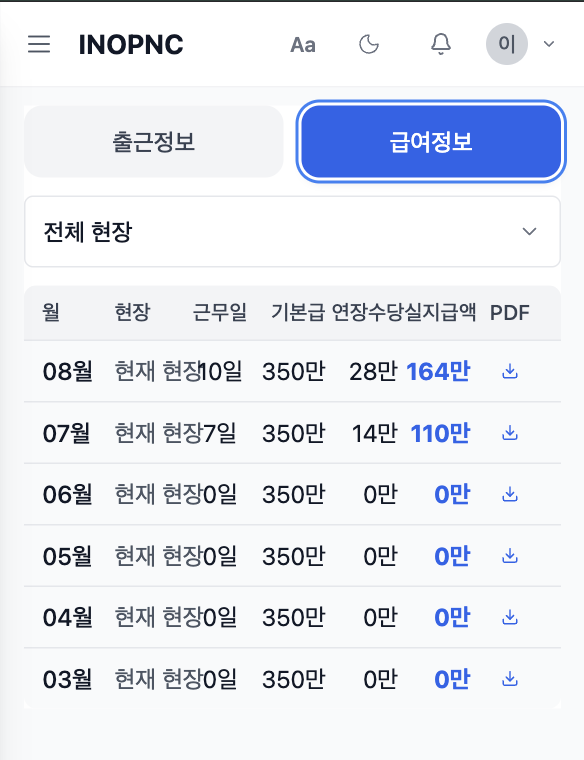 INOPNC Aa 이
출근정보 급여정보
전체 현장
월 현장 근무일 기본급 연장수당 실지급액 PDF
08월 현재 현장 10일 350만 28만 164만
07월 현재 현장 7일 350만 14만 110만
06월 현재 현장 0일 350만 0만 0만
05월 현재 현장 0일 350만 0만 0만
04월 현재 현장 0일 350만 0만 0만
03월 현재 현장 0일 350만 0만 0만